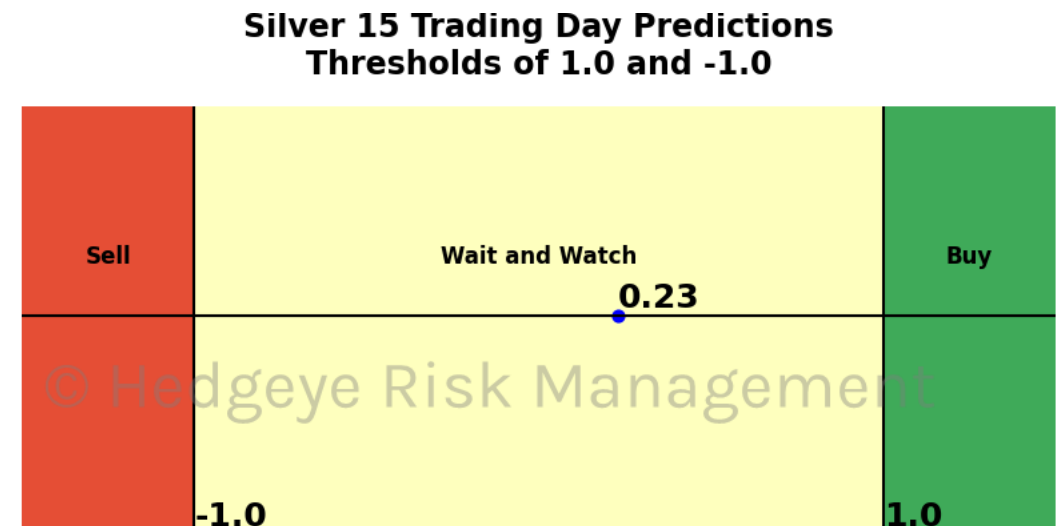 Silver 15 Trading Day Predictions
Thresholds of 1.0 and -1.0
Sell
Wait and Watch
Buy
0.23
© Hedgeye Risk Management
-1.0
1.0